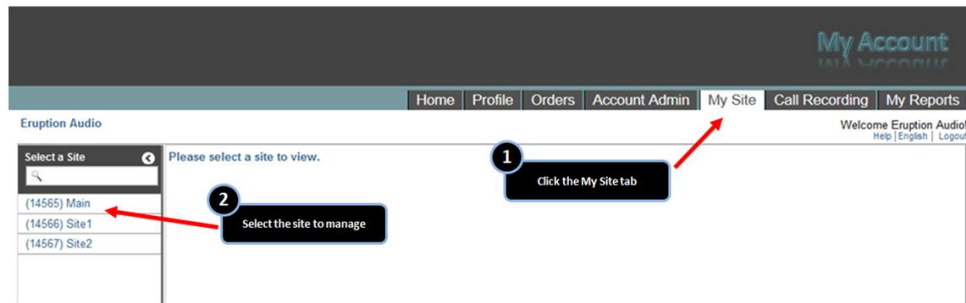 My Account
Home Profile Orders Account Admin My Site Call Recording My Reports
Eruption Audio
Welcome Eruption Audio!
Help | English | Logout
Select a Site
Please select a site to view.
1
Click the My Site tab
(14565) Main
2
Select the site to manage
(14566) Site1
(14567) Site2